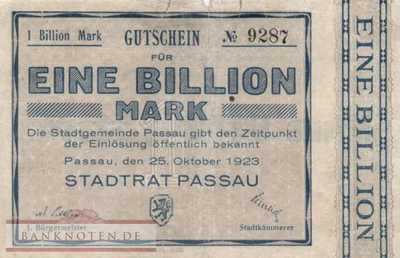 1 Billion Mark GUTSCHEIN № 9287
FÜR
EINE BILLION
MARK
Die Stadtgemeinde Passau gibt den Zeitpunkt
der Einlösung öffentlich bekannt
Passau, den 25. Oktober 1923
STADTRAT PASSAU
1. Bürgermeister
Stadtkämmerer
BANKNOTEN.DE
EINE BILLION